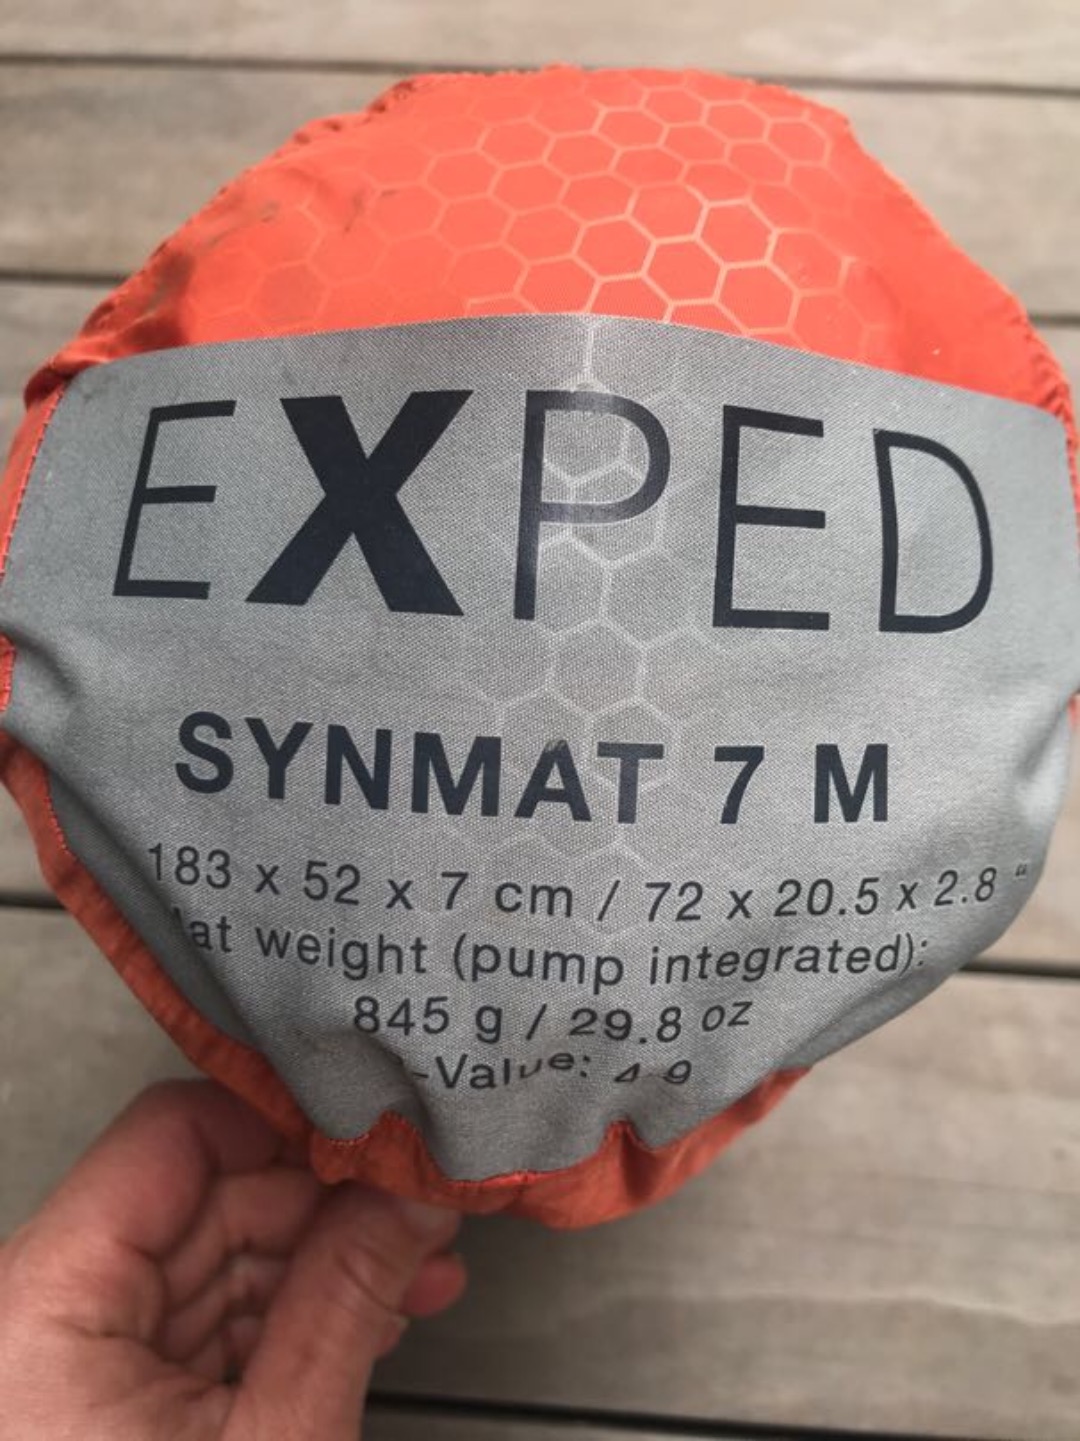 EXPED
SYNMAT 7 M
183 x 52 x 7 cm / 72 x 20.5 x 2.8 "
at weight (pump integrated):
845 g / 29.8 oz
-Value: 4.9